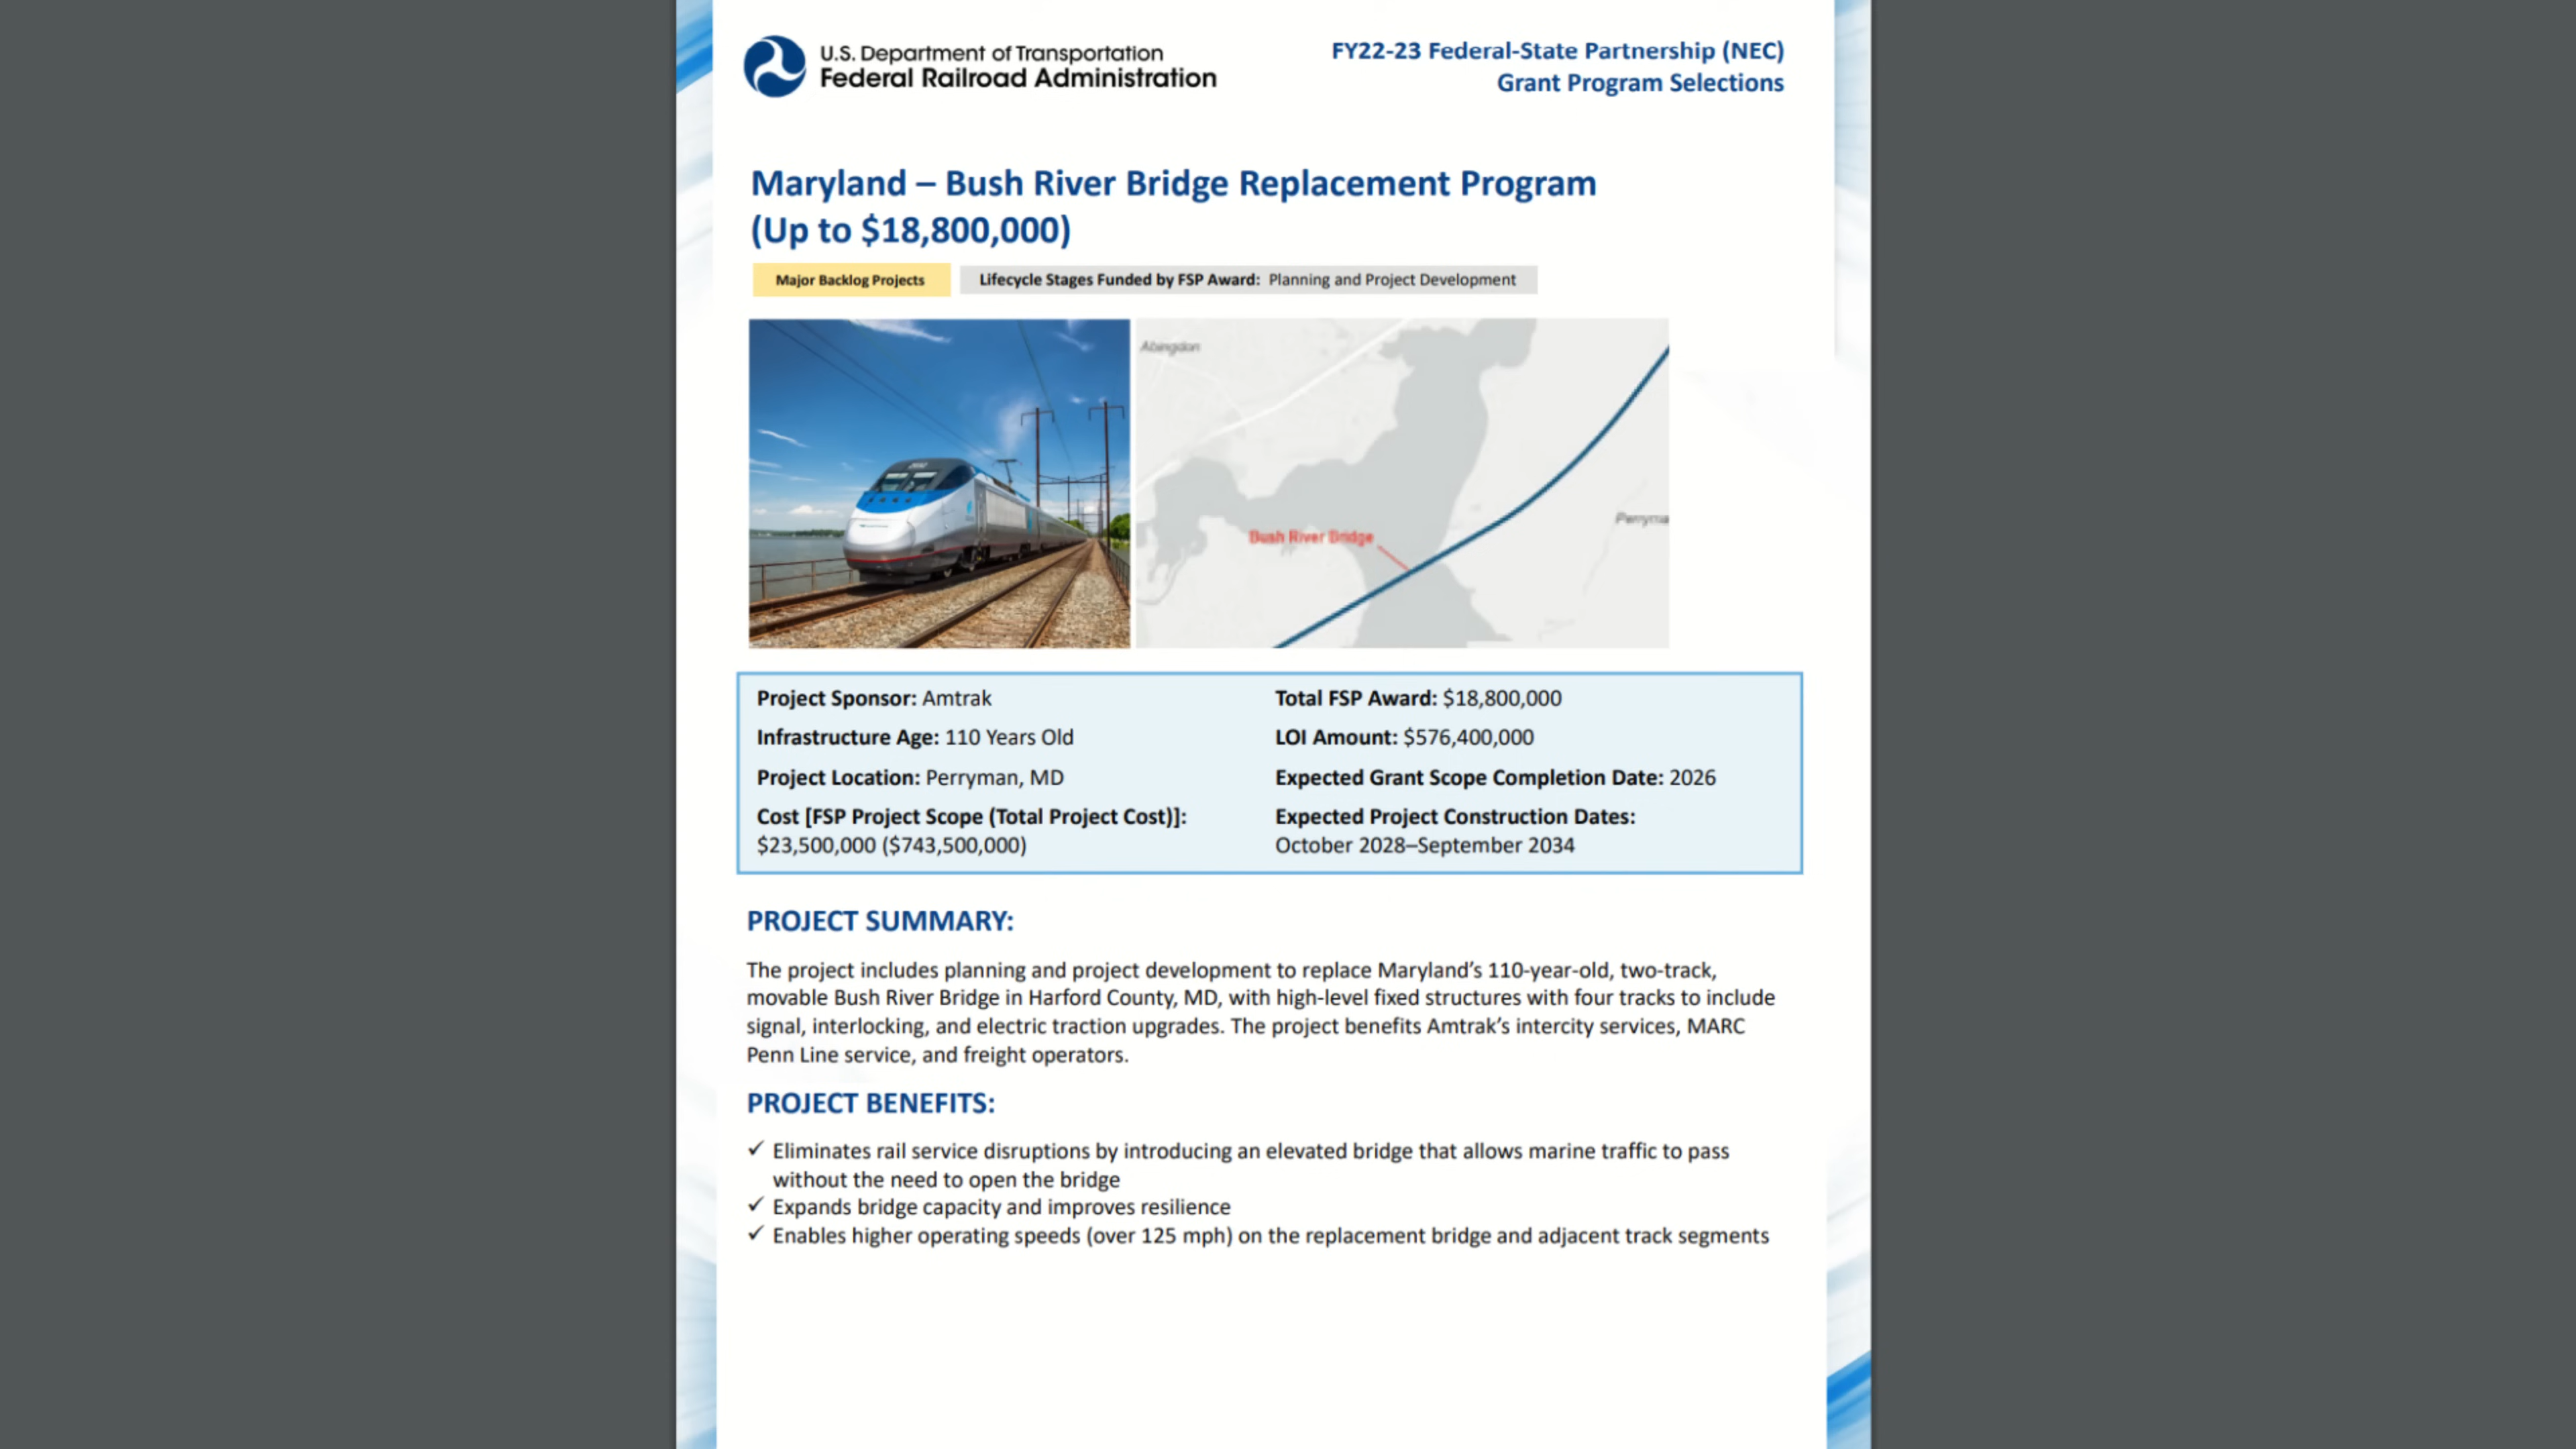 U.S. Department of Transportation
Federal Railroad Administration
FY22-23 Federal-State Partnership (NEC)
Grant Program Selections
Maryland – Bush River Bridge Replacement Program
(Up to $18,800,000)
Major Backlog Projects
Lifecycle Stages Funded by FSP Award: Planning and Project Development
Abingdon
Bush River Bridge
Perryma
Project Sponsor: Amtrak
Infrastructure Age: 110 Years Old
Project Location: Perryman, MD
Cost [FSP Project Scope (Total Project Cost)]:
$23,500,000 ($743,500,000)
Total FSP Award: $18,800,000
LOI Amount: $576,400,000
Expected Grant Scope Completion Date: 2026
Expected Project Construction Dates:
October 2028–September 2034
PROJECT SUMMARY:
The project includes planning and project development to replace Maryland’s 110-year-old, two-track,
movable Bush River Bridge in Harford County, MD, with high-level fixed structures with four tracks to include
signal, interlocking, and electric traction upgrades. The project benefits Amtrak’s intercity services, MARC
Penn Line service, and freight operators.
PROJECT BENEFITS:
✓ Eliminates rail service disruptions by introducing an elevated bridge that allows marine traffic to pass
without the need to open the bridge
✓ Expands bridge capacity and improves resilience
✓ Enables higher operating speeds (over 125 mph) on the replacement bridge and adjacent track segments